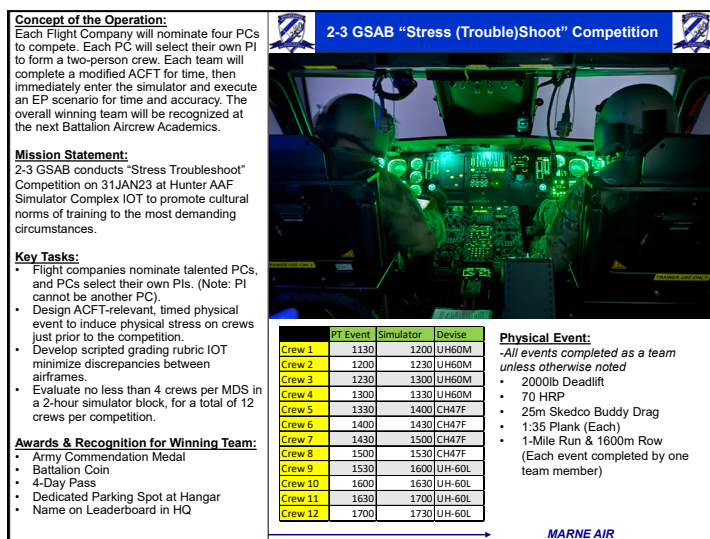 Concept of the Operation:
Each Flight Company will nominate four PCs
to compete. Each PC will select their own PI
to form a two-person crew. Each team will
complete a modified ACFT for time, then
immediately enter the simulator and execute
an EP scenario for time and accuracy. The
overall winning team will be recognized at
the next Battalion Aircrew Academics.
Mission Statement:
2-3 GSAB conducts “Stress Troubleshoot”
Competition on 31JAN23 at Hunter AAF
Simulator Complex IOT to promote cultural
norms of training to the most demanding
circumstances.
Key Tasks:
• Flight companies nominate talented PCs,
and PCs select their own PIs. (Note: PI
cannot be another PC).
• Design ACFT-relevant, timed physical
event to induce physical stress on crews
just prior to the competition.
• Develop scripted grading rubric IOT
minimize discrepancies between
airframes.
• Evaluate no less than 4 crews per MDS in
a 2-hour simulator block, for a total of 12
crews per competition.
Awards & Recognition for Winning Team:
• Army Commendation Medal
• Battalion Coin
• 4-Day Pass
• Dedicated Parking Spot at Hangar
• Name on Leaderboard in HQ
2-3 GSAB “Stress (Trouble)Shoot” Competition
TRAINER USE ONLY
TRAINER USE ONLY
PT Event Simulator Devise
Crew 1 1130 1200 UH60M
Crew 2 1200 1230 UH60M
Crew 3 1230 1300 UH60M
Crew 4 1300 1330 UH60M
Crew 5 1330 1400 CH47F
Crew 6 1400 1430 CH47F
Crew 7 1430 1500 CH47F
Crew 8 1500 1530 CH47F
Crew 9 1530 1600 UH-60L
Crew 10 1600 1630 UH-60L
Crew 11 1630 1700 UH-60L
Crew 12 1700 1730 UH-60L
Physical Event:
-All events completed as a team
unless otherwise noted
• 2000lb Deadlift
• 70 HRP
• 25m Skedco Buddy Drag
• 1:35 Plank (Each)
• 1-Mile Run & 1600m Row
(Each event completed by one
team member)
MARNE AIR